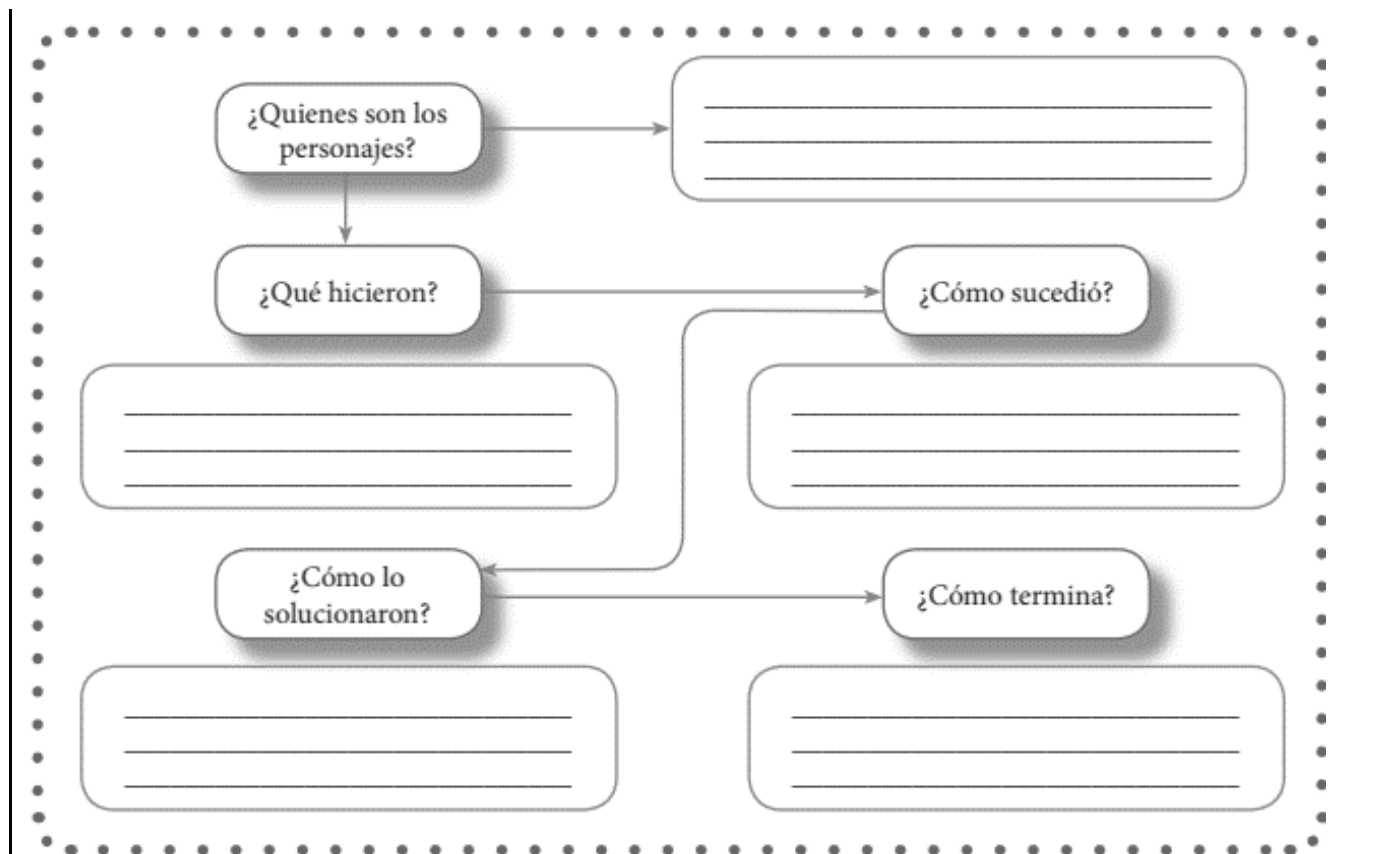 ¿Quienes son los
personajes?
¿Qué hicieron?
¿Cómo sucedió?
¿Cómo lo
solucionaron?
¿Cómo termina?